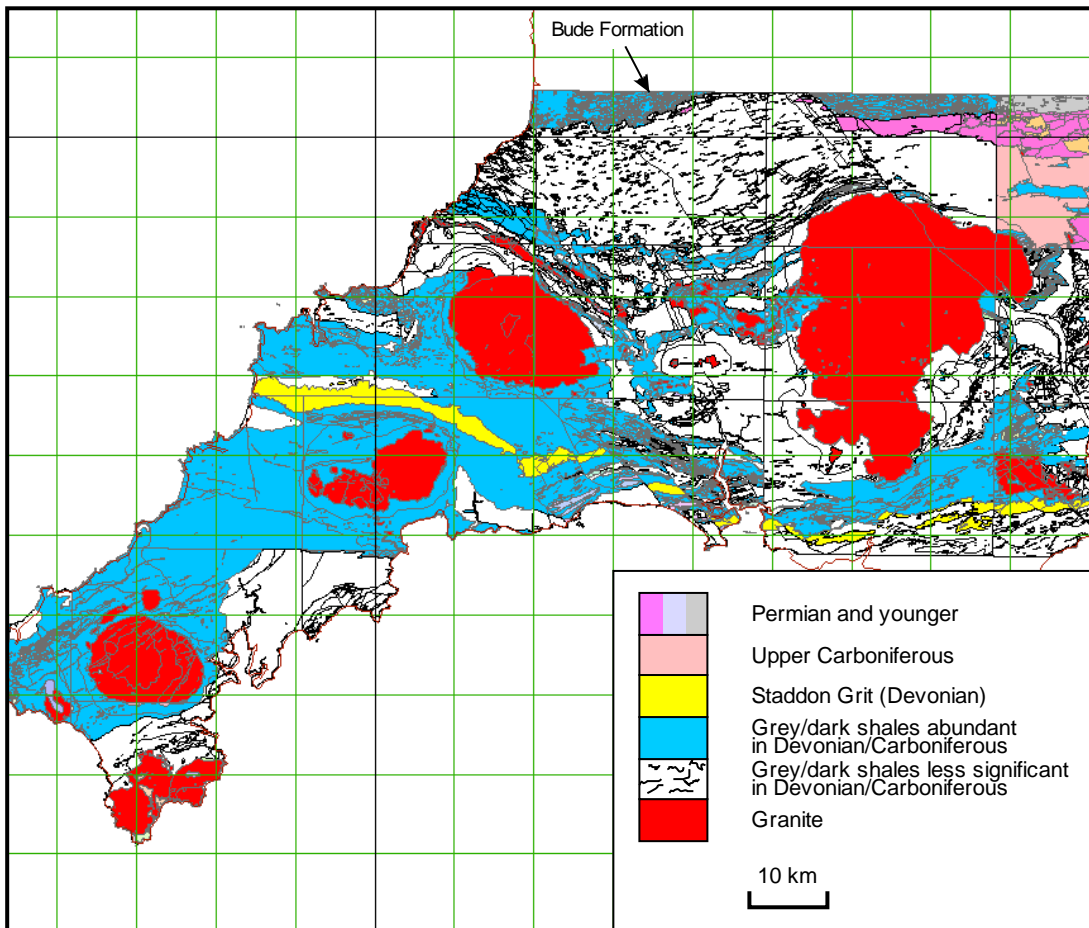 Bude Formation
Permian and younger
Upper Carboniferous
Staddon Grit (Devonian)
Grey/dark shales abundant
in Devonian/Carboniferous
Grey/dark shales less significant
in Devonian/Carboniferous
Granite
10 km